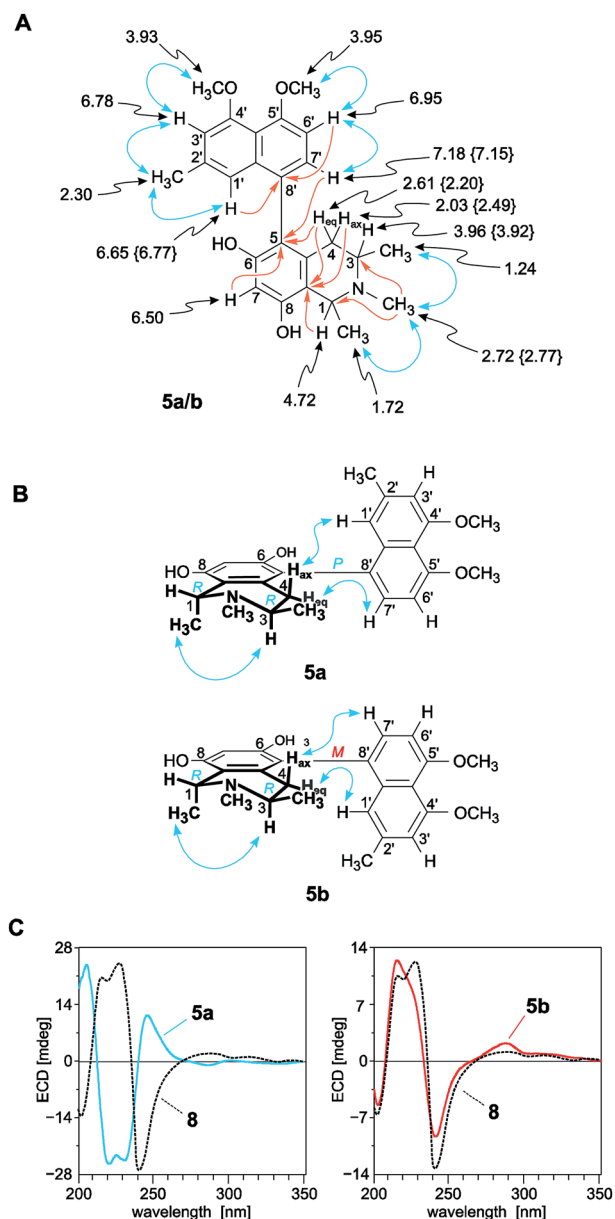 A
3.93 3.95
H3CO OCH3
6.78 4' 5' 6.95
H 3' 6' H
2' 7' H 7.18 {7.15}
2.30 H3C 1' 8' 2.61 {2.20}
H Heq Hax 2.03 {2.49}
6.65 {6.77} 5 4 H 3.96 {3.92}
HO 6 3 CH3 1.24
H 7 8 1 N CH3
6.50 OH CH3 H 2.72 {2.77}
5a/b 4.72 1.72
B
H3C H
2' 3'
H 1' 4' OCH3
HO 8 6 OH Hax P 8' 5' OCH3
H R 1 N CH3 R 4 Heq 7' 6'
H3C 3 CH3 H H
H
5a
H H
7' 6'
HO 8 6 OH 3 Hax M 8' 5' OCH3
H R 1 N CH3 R 4 Heq H 1' 4' OCH3
H3C 3 CH3 2' 3'
H H3C H
5b
C
28 14 0 -14 -28
ECD [mdeg]
5a
8
200 250 300 350
wavelength [nm]
14 7 0 -7 -14
ECD [mdeg]
5b
8
200 250 300 350
wavelength [nm]